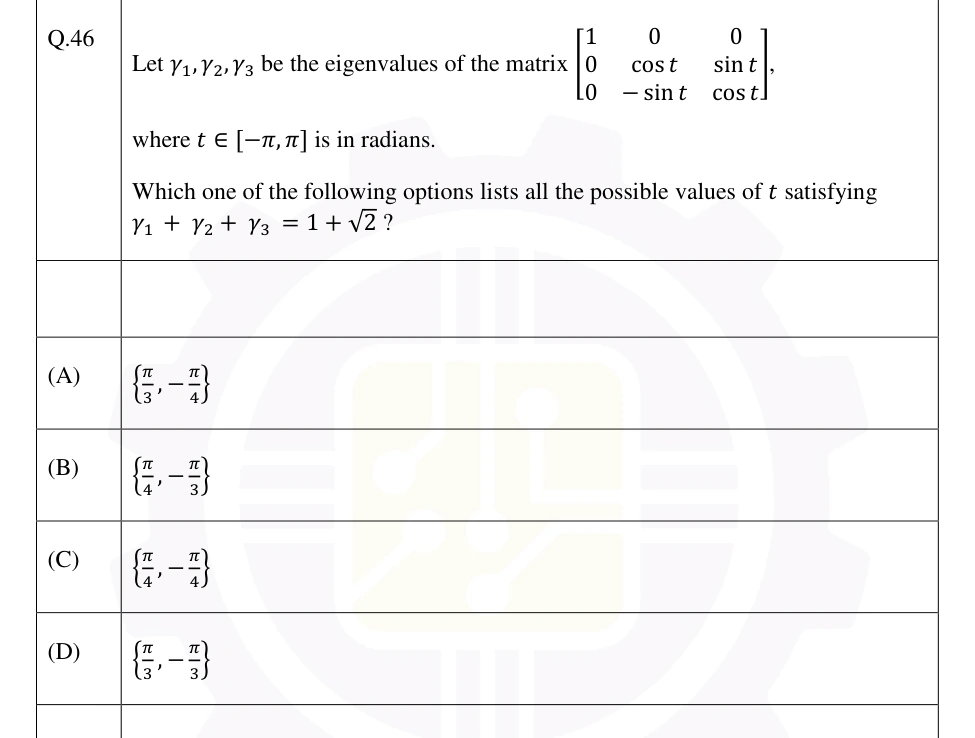 Q.46
Let γ₁, γ₂, γ₃ be the eigenvalues of the matrix [1 0 0; 0 cos t sin t; 0 − sin t cos t],
where t ∈ [−π, π] is in radians.
Which one of the following options lists all the possible values of t satisfying
γ₁ + γ₂ + γ₃ = 1 + √2 ?
(A) {π/3, −π/4}
(B) {π/4, −π/3}
(C) {π/4, −π/4}
(D) {π/3, −π/3}